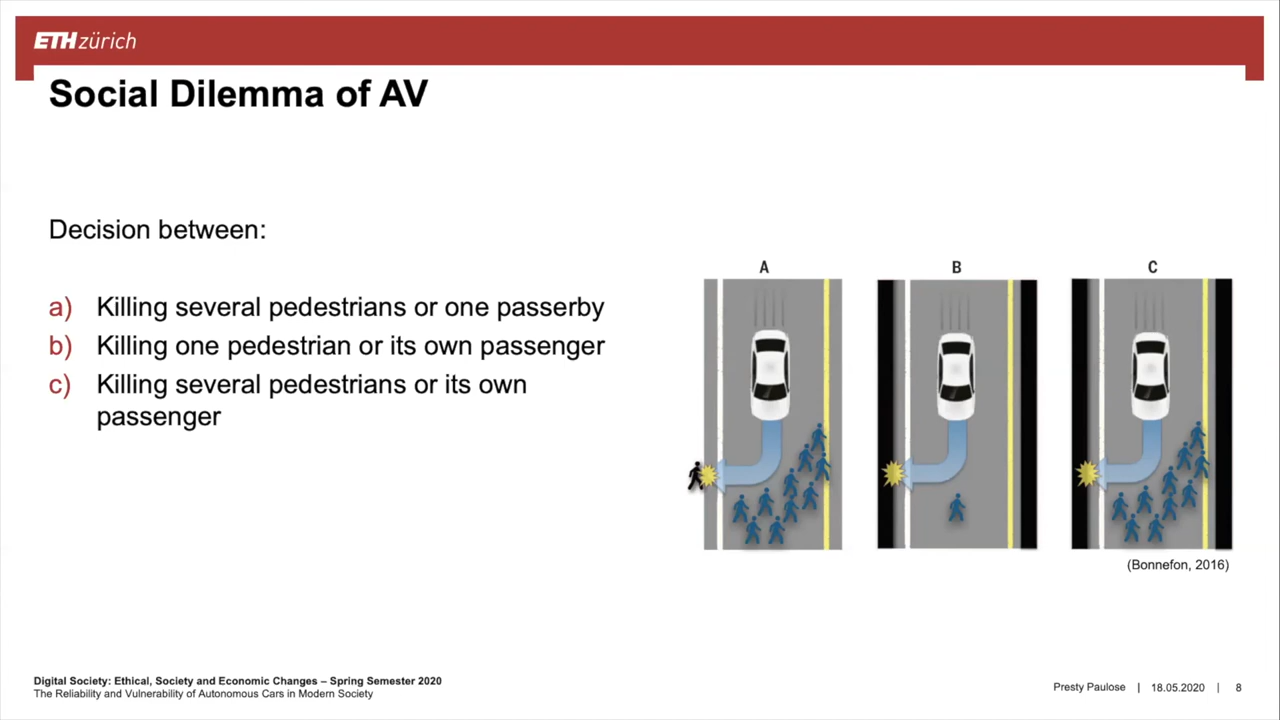 ETH zürich
Social Dilemma of AV
Decision between:
a) Killing several pedestrians or one passerby
b) Killing one pedestrian or its own passenger
c) Killing several pedestrians or its own
passenger
A B C
(Bonnefon, 2016)
Digital Society: Ethical, Society and Economic Changes – Spring Semester 2020
The Reliability and Vulnerability of Autonomous Cars in Modern Society
Presty Paulose | 18.05.2020 | 8